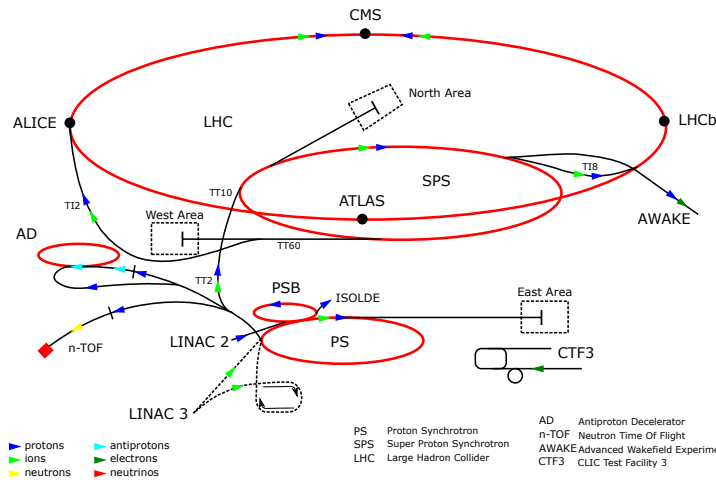 CMS
North Area
ALICE
LHC
LHCb
TI8
SPS
TT10
TI2
ATLAS
West Area
AWAKE
AD
TT60
TT2
PSB
ISOLDE
East Area
n-TOF
LINAC 2
PS
CTF3
LINAC 3
protons
ions
neutrons
antiprotons
electrons
neutrinos
PS Proton Synchrotron
SPS Super Proton Synchrotron
LHC Large Hadron Collider
AD Antiproton Decelerator
n-TOF Neutron Time Of Flight
AWAKE Advanced Wakefield Experime
CTF3 CLIC Test Facility 3